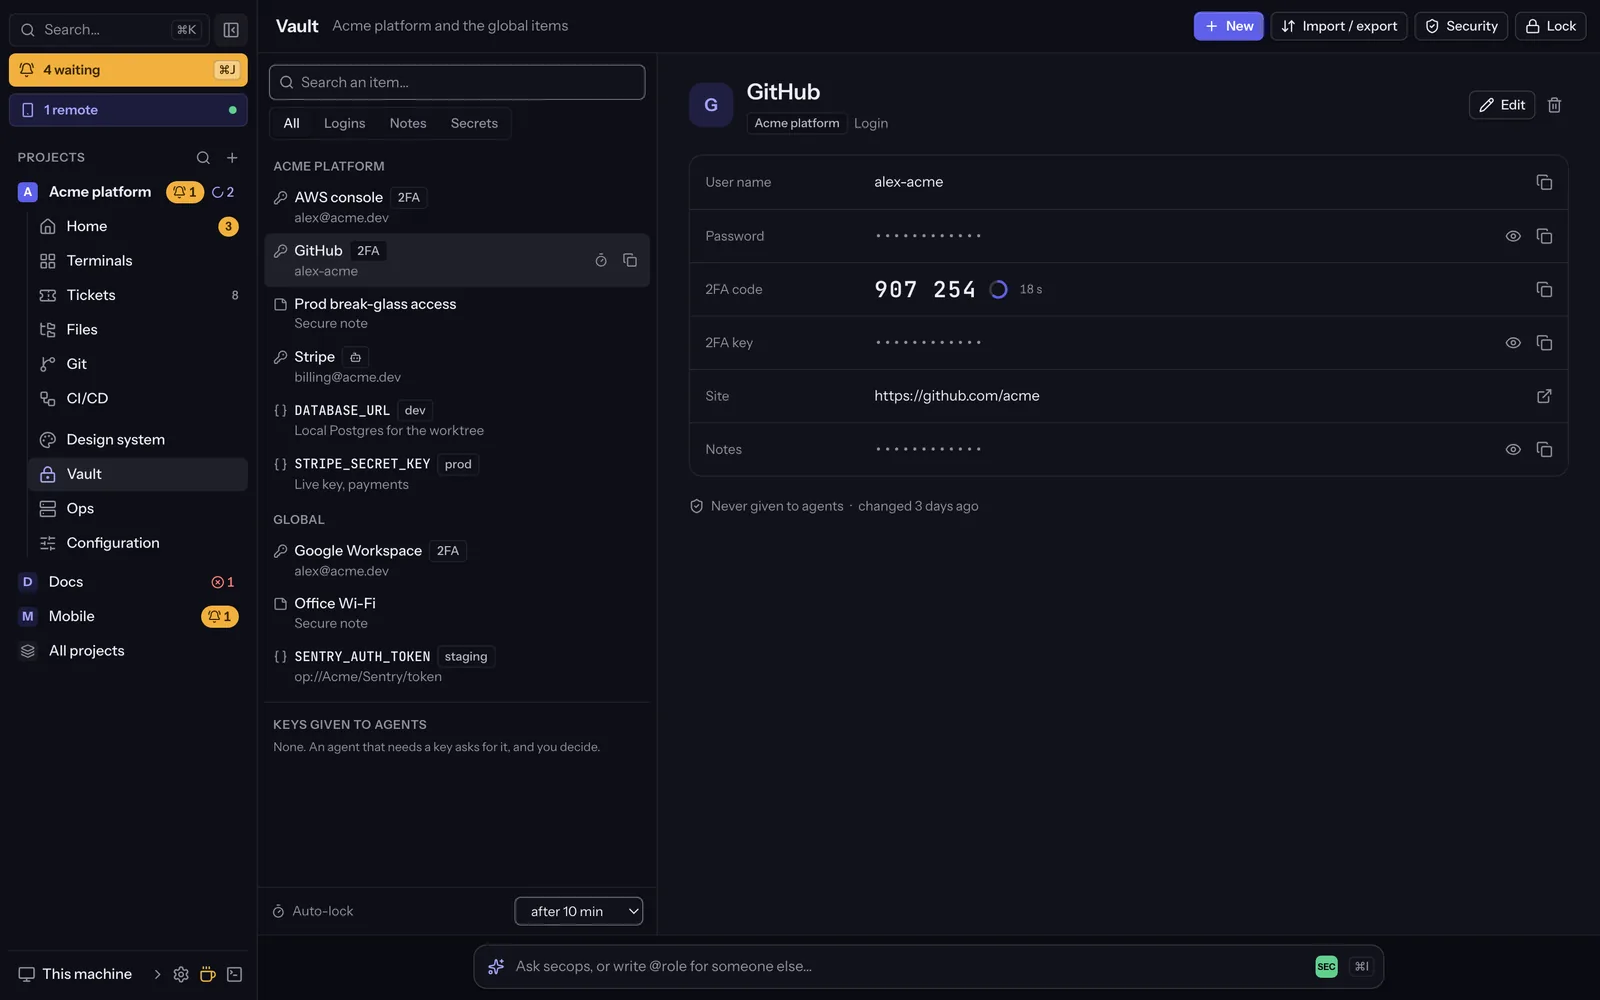 Search...
⌘K
4 waiting
⌘J
1 remote
PROJECTS
A Acme platform 1 2
Home 3
Terminals
Tickets 8
Files
Git
CI/CD
Design system
Vault
Ops
Configuration
D Docs 1
M Mobile 1
All projects
This machine
Vault Acme platform and the global items
New
Import / export
Security
Lock
Search an item...
All Logins Notes Secrets
ACME PLATFORM
AWS console 2FA
alex@acme.dev
GitHub 2FA
alex-acme
Prod break-glass access
Secure note
Stripe
billing@acme.dev
{} DATABASE_URL dev
Local Postgres for the worktree
{} STRIPE_SECRET_KEY prod
Live key, payments
GLOBAL
Google Workspace 2FA
alex@acme.dev
Office Wi-Fi
Secure note
{} SENTRY_AUTH_TOKEN staging
op://Acme/Sentry/token
KEYS GIVEN TO AGENTS
None. An agent that needs a key asks for it, and you decide.
Auto-lock after 10 min
G GitHub
Acme platform Login
Edit
User name alex-acme
Password ••••••••••••
2FA code 907 254 18 s
2FA key ••••••••••••
Site https://github.com/acme
Notes ••••••••••••
Never given to agents · changed 3 days ago
Ask secops, or write @role for someone else...
SEC ⌘I